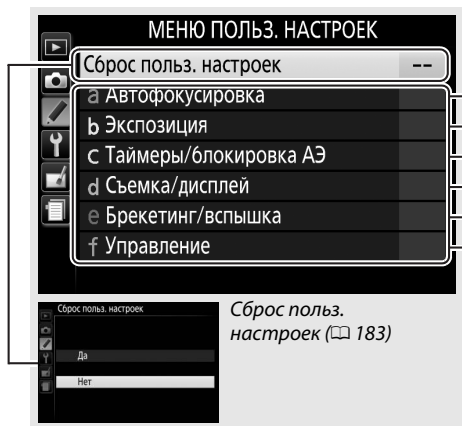 МЕНЮ ПОЛЬЗ. НАСТРОЕК
Сброс польз. настроек --
a Автофокусировка
b Экспозиция
c Таймеры/блокировка АЭ
d Съемка/дисплей
e Брекетинг/вспышка
f Управление
Сброс польз. настроек
Да
Нет
Сброс польз.
настроек (📖 183)